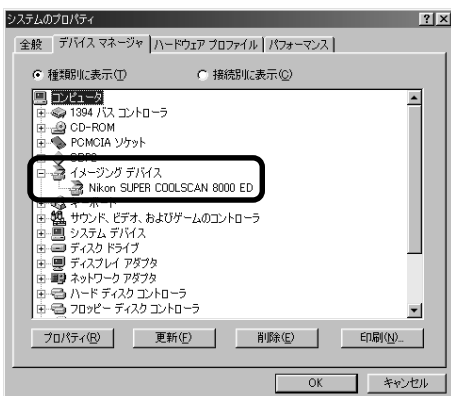 システムのプロパティ
全般 デバイス マネージャ ハードウェア プロファイル パフォーマンス
種類別に表示(T) 接続別に表示(C)
コンピュータ
1394 バス コントローラ
CD-ROM
PCMCIA ソケット
イメージング デバイス
Nikon SUPER COOLSCAN 8000 ED
キーボード
サウンド、ビデオ、およびゲームのコントローラ
システム デバイス
ディスク ドライブ
ディスプレイ アダプタ
ネットワーク アダプタ
ハード ディスク コントローラ
フロッピー ディスク コントローラ
プロパティ(R) 更新(F) 削除(E) 印刷(N)...
OK キャンセル